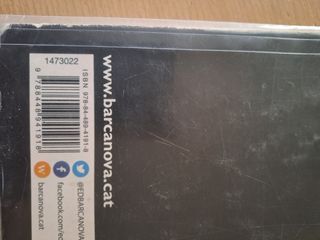 1473022
ISBN 978-84-489-4191-8
9 788448 941918
www.barcanova.cat
@EDBARCANOVA
facebook.com/ed
barcanova.cat